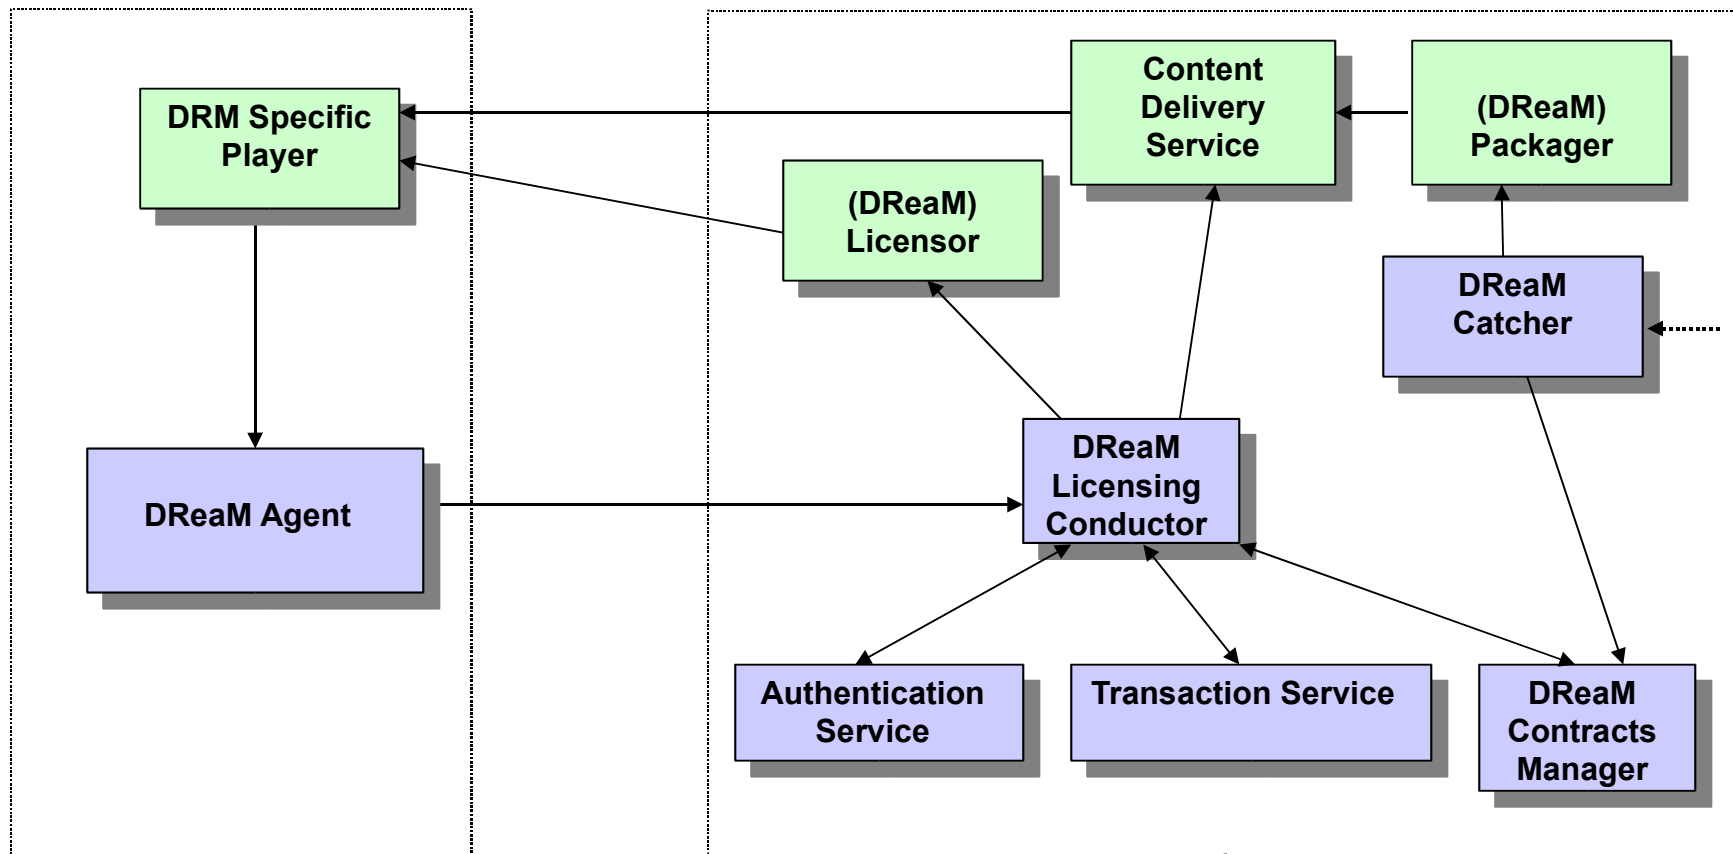 DRM Specific
Player
Content
Delivery
Service
(DReaM)
Packager
(DReaM)
Licensor
DReaM
Catcher
DReaM Agent
DReaM
Licensing
Conductor
Authentication
Service
Transaction Service
DReaM
Contracts
Manager